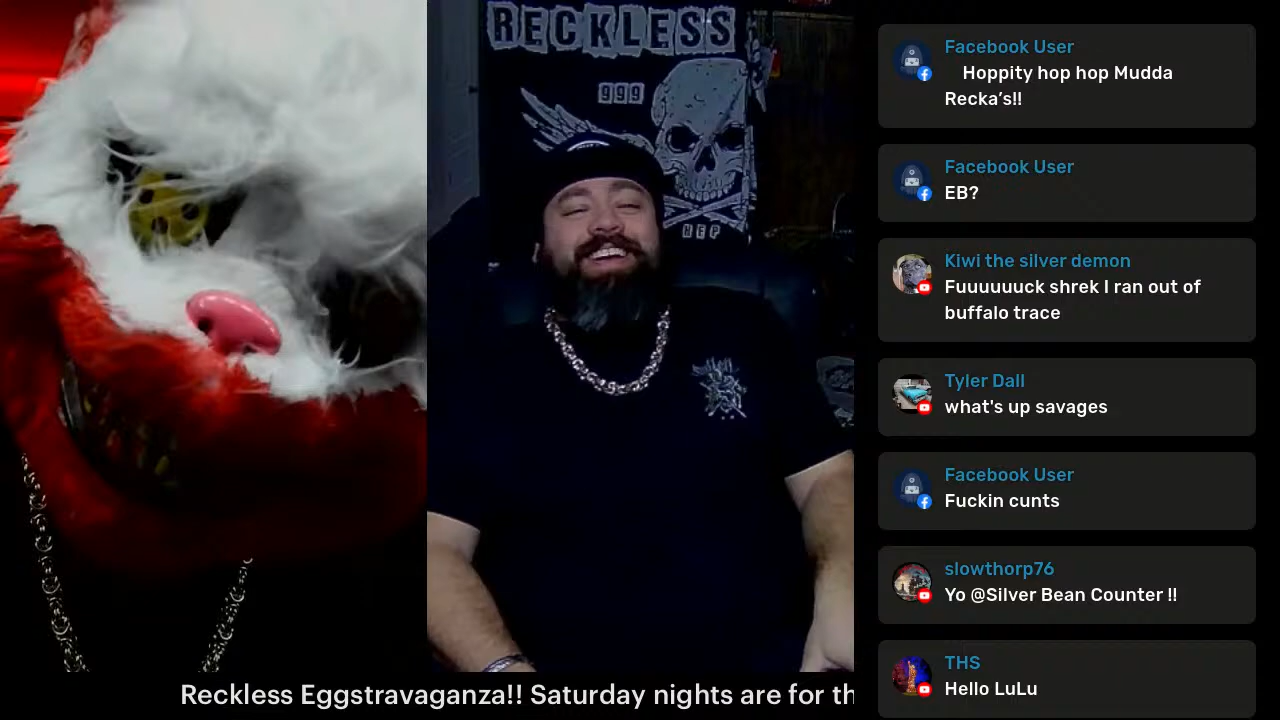 RECKLESS
999
NEP
Facebook User
Hoppity hop hop Mudda
Recka’s!!
Facebook User
EB?
Kiwi the silver demon
Fuuuuuuck shrek I ran out of
buffalo trace
Tyler Dall
what's up savages
Facebook User
Fuckin cunts
slowthorp76
Yo @Silver Bean Counter !!
THS
Hello LuLu
Reckless Eggstravaganza!! Saturday nights are for th